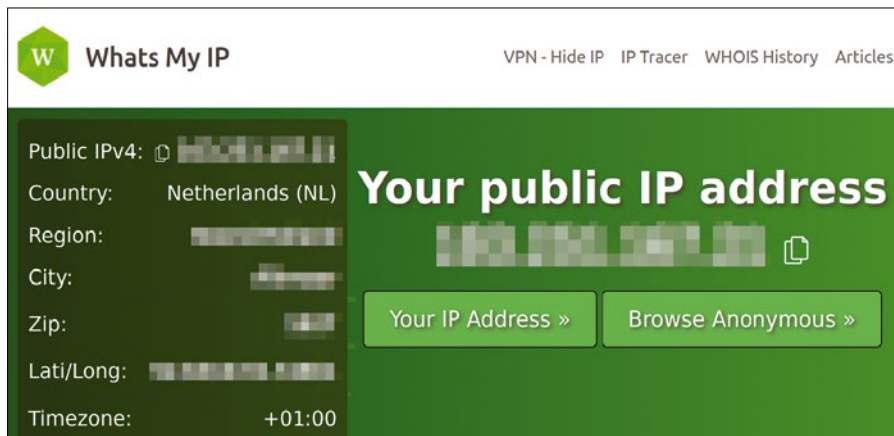 W Whats My IP
VPN - Hide IP IP Tracer WHOIS History Articles
Public IPv4:
Country: Netherlands (NL)
Region:
City:
Zip:
Lati/Long:
Timezone: +01:00
Your public IP address
Your IP Address »
Browse Anonymous »